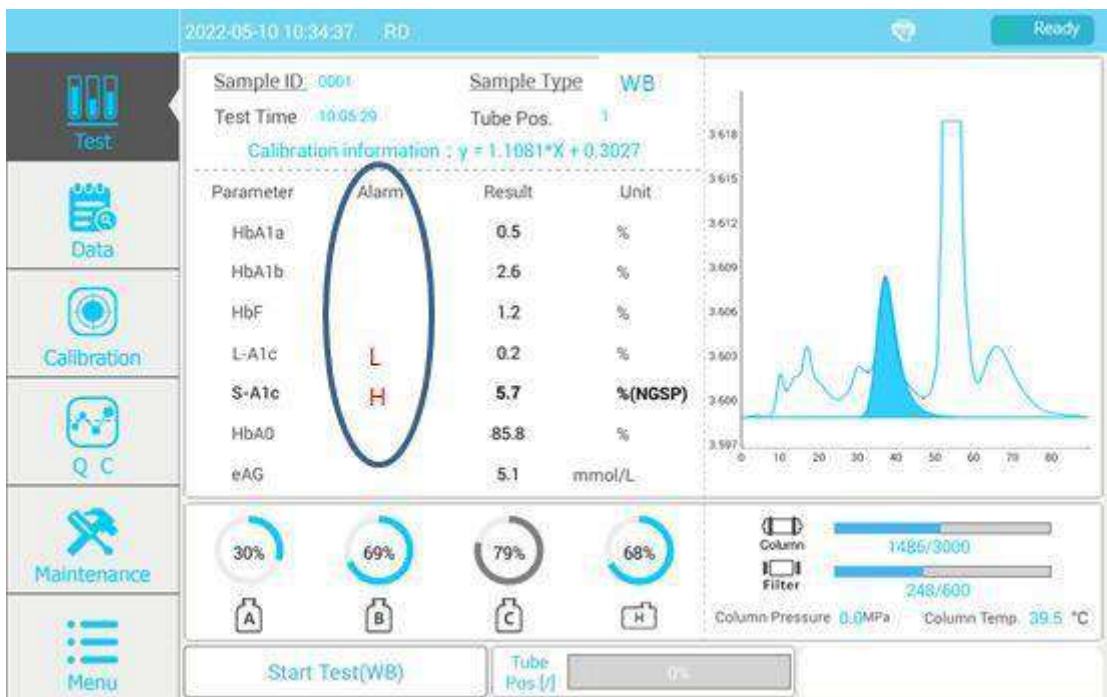 2022-05-10 10:34:37 RD
Ready
Test
Data
Calibration
Q C
Maintenance
Menu
Sample ID 0001 Sample Type WB
Test Time 10:05:29 Tube Pos. 1
Calibration information : y = 1.1081*X + 0.3027
Parameter Alarm Result Unit
HbA1a 0.5 %
HbA1b 2.6 %
HbF 1.2 %
L-A1c L 0.2 %
S-A1c H 5.7 %(NGSP)
HbA0 85.8 %
eAG 5.1 mmol/L
3.618
3.615
3.612
3.609
3.606
3.603
3.600
3.597
0 10 20 30 40 50 60 70 80
30% 69% 79% 68%
A B C H
Column 1486/3000
Filter 248/600
Column Pressure 0.0MPa Column Temp. 39.5 °C
Start Test(WB)
Tube
Pos [/]
0%